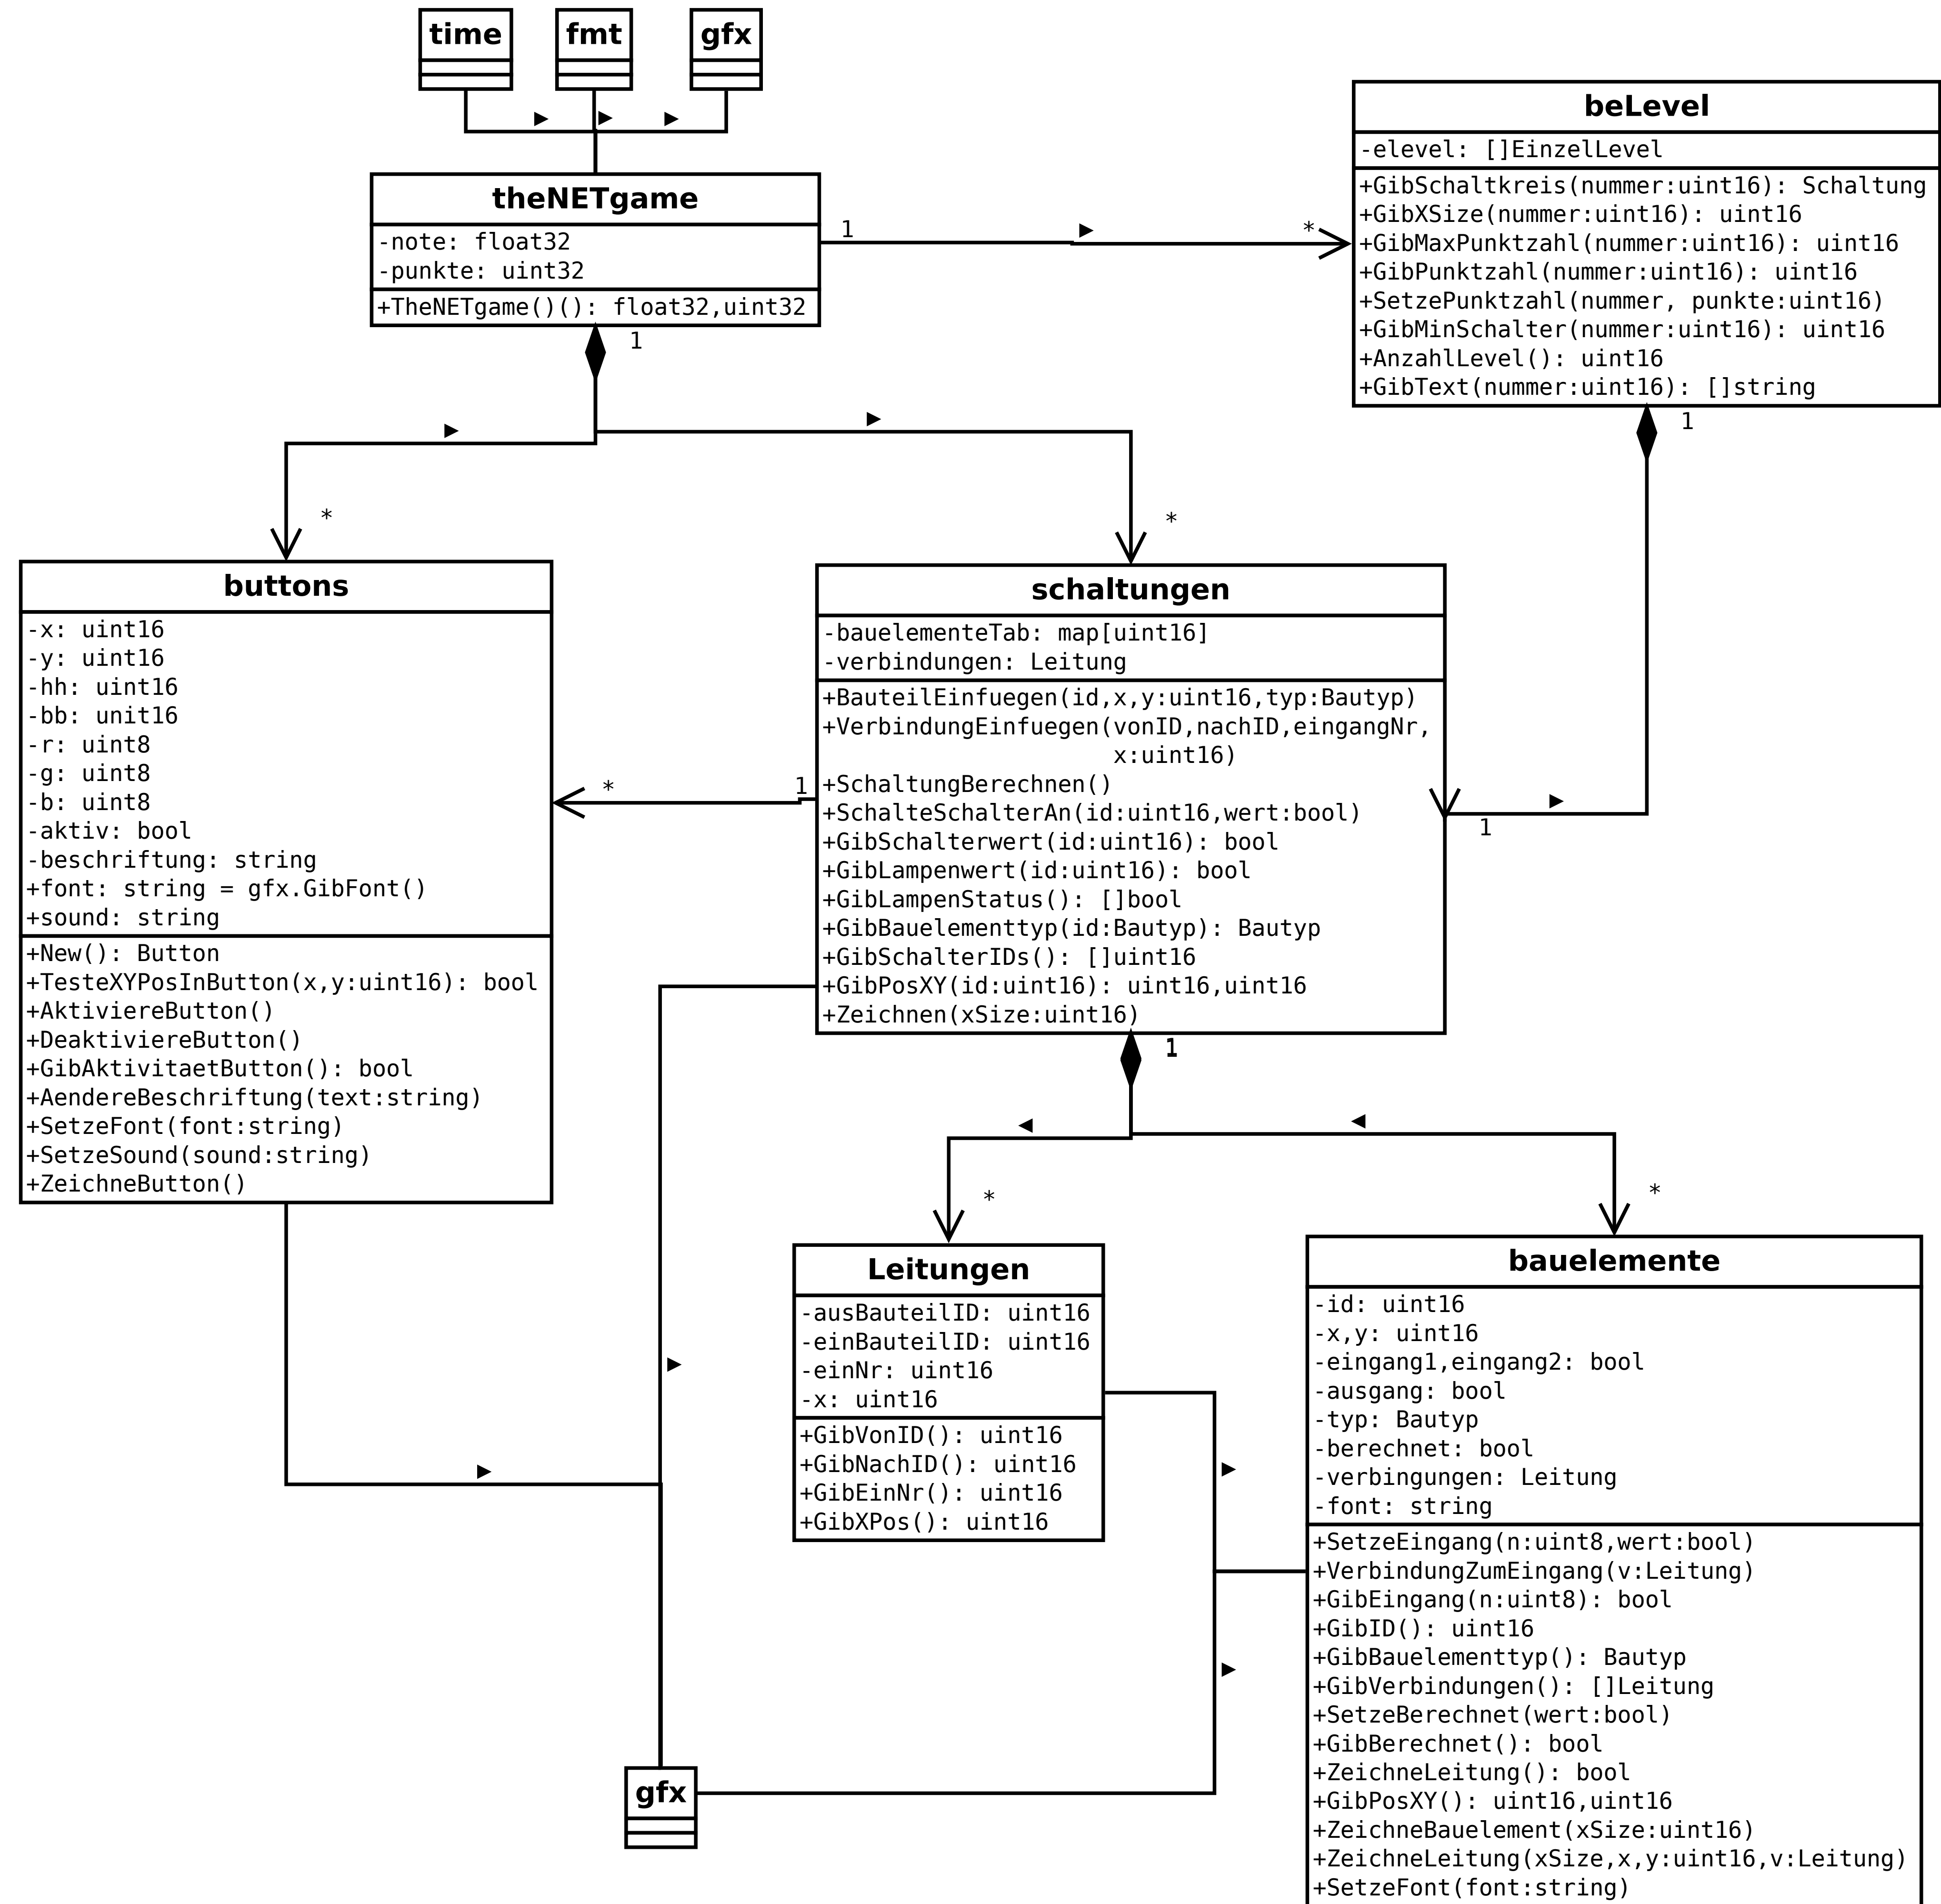 time
fmt
gfx
theNETgame
-note: float32
-punkte: uint32
+TheNETgame()(): float32,uint32
1
*
beLevel
-elevel: []EinzelLevel
+GibSchaltkreis(nummer:uint16): Schaltung
+GibXSize(nummer:uint16): uint16
+GibMaxPunktzahl(nummer:uint16): uint16
+GibPunktzahl(nummer:uint16): uint16
+SetzePunktzahl(nummer, punkte:uint16)
+GibMinSchalter(nummer:uint16): uint16
+AnzahlLevel(): uint16
+GibText(nummer:uint16): []string
1
1
*
*
buttons
-x: uint16
-y: uint16
-hh: uint16
-bb: unit16
-r: uint8
-g: uint8
-b: uint8
-aktiv: bool
-beschriftung: string
+font: string = gfx.GibFont()
+sound: string
+New(): Button
+TesteXYPosInButton(x,y:uint16): bool
+AktiviereButton()
+DeaktiviereButton()
+GibAktivitaetButton(): bool
+AendereBeschriftung(text:string)
+SetzeFont(font:string)
+SetzeSound(sound:string)
+ZeichneButton()
*
1
schaltungen
-bauelementeTab: map[uint16]
-verbindungen: Leitung
+BauteilEinfuegen(id,x,y:uint16,typ:Bautyp)
+VerbindungEinfuegen(vonID,nachID,eingangNr,
x:uint16)
+SchaltungBerechnen()
+SchalteSchalterAn(id:uint16,wert:bool)
+GibSchalterwert(id:uint16): bool
+GibLampenwert(id:uint16): bool
+GibLampenStatus(): []bool
+GibBauelementtyp(id:Bautyp): Bautyp
+GibSchalterIDs(): []uint16
+GibPosXY(id:uint16): uint16,uint16
+Zeichnen(xSize:uint16)
1
1
*
*
Leitungen
-ausBauteilID: uint16
-einBauteilID: uint16
-einNr: uint16
-x: uint16
+GibVonID(): uint16
+GibNachID(): uint16
+GibEinNr(): uint16
+GibXPos(): uint16
bauelemente
-id: uint16
-x,y: uint16
-eingang1,eingang2: bool
-ausgang: bool
-typ: Bautyp
-berechnet: bool
-verbingungen: Leitung
-font: string
+SetzeEingang(n:uint8,wert:bool)
+VerbindungZumEingang(v:Leitung)
+GibEingang(n:uint8): bool
+GibID(): uint16
+GibBauelementtyp(): Bautyp
+GibVerbindungen(): []Leitung
+SetzeBerechnet(wert:bool)
+GibBerechnet(): bool
+ZeichneLeitung(): bool
+GibPosXY(): uint16,uint16
+ZeichneBauelement(xSize:uint16)
+ZeichneLeitung(xSize,x,y:uint16,v:Leitung)
+SetzeFont(font:string)
gfx